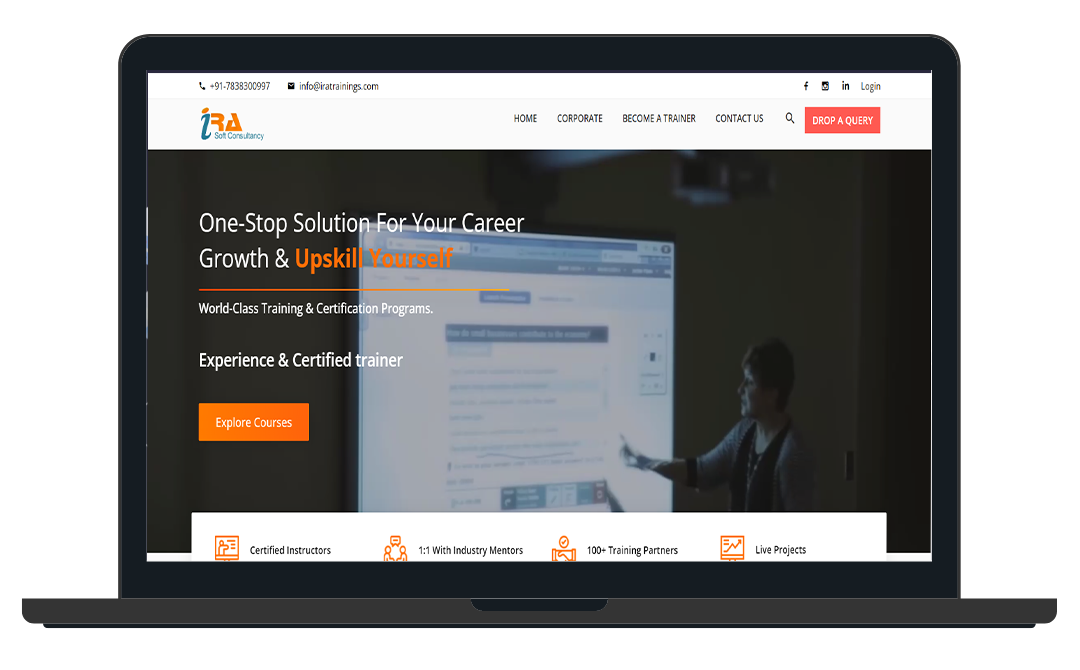 +91-7838300997 info@iratrainings.com Login
iRA
Soft Consultancy
HOME CORPORATE BECOME A TRAINER CONTACT US DROP A QUERY
One-Stop Solution For Your Career
Growth & Upskill Yourself
World-Class Training & Certification Programs.
Experience & Certified trainer
Explore Courses
Certified Instructors 1:1 With Industry Mentors 100+ Training Partners Live Projects